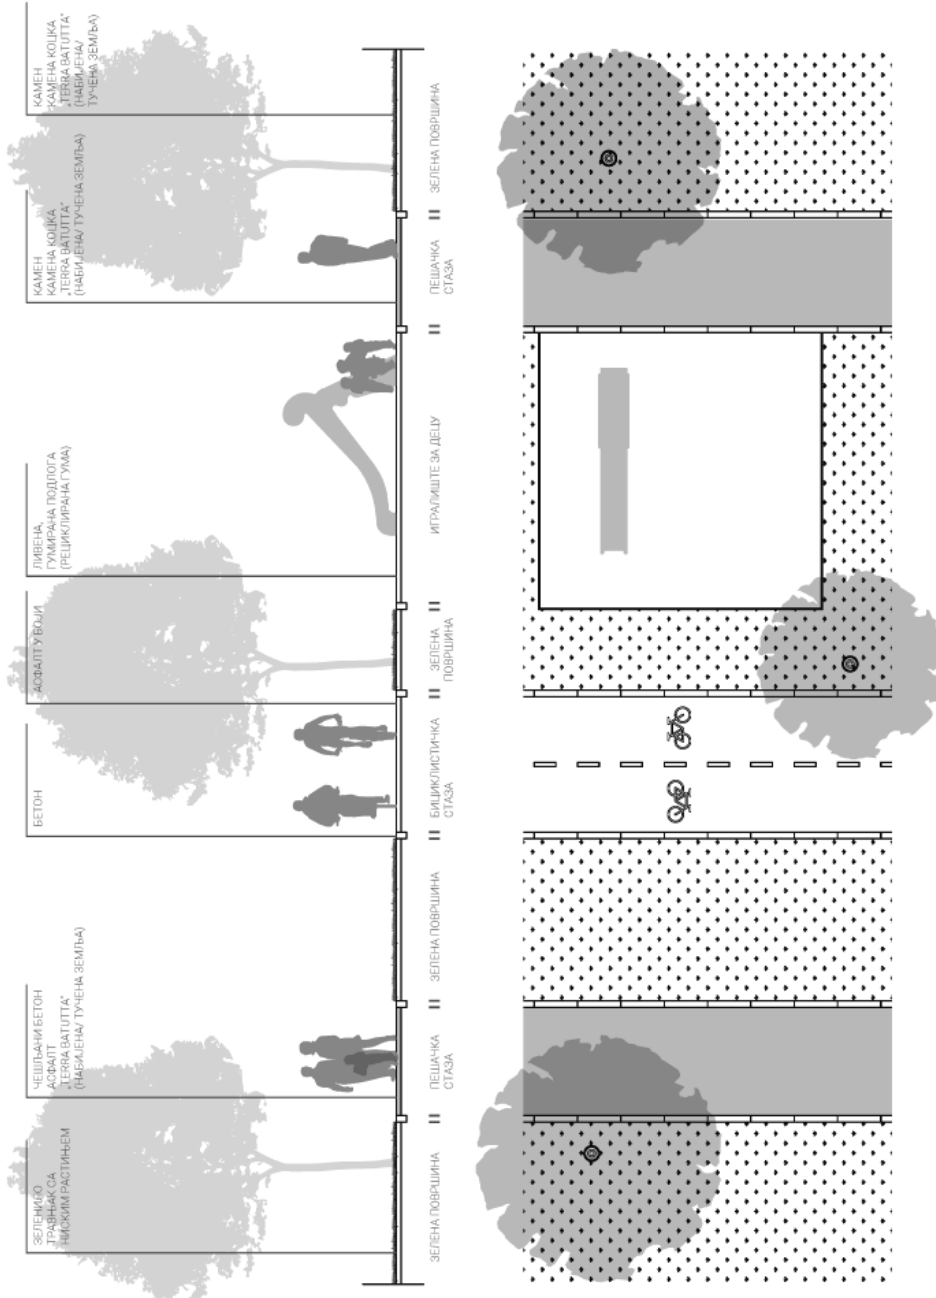 ЗЕЛЕНИЛО
ТРАВЊАК СА
НИСКИМ РАСТИЊЕМ
ЧЕШЉАНИ БЕТОН
АСФАЛТ
„TERRA BATUTTA"
(НАБИЈЕНА/ ТУЧЕНА ЗЕМЉА)
БЕТОН
АСФАЛТ У БОЈИ
ЛИВЕНА,
ГУМИРАНА ПОДЛОГА
(РЕЦИКЛИРАНА ГУМА)
КАМЕН
КАМЕНА КОЦКА
„TERRA BATUTTA"
(НАБИЈЕНА/ ТУЧЕНА ЗЕМЉА)
КАМЕН
КАМЕНА КОЦКА
„TERRA BATUTTA"
(НАБИЈЕНА/
ТУЧЕНА ЗЕМЉА)
ЗЕЛЕНА ПОВРШИНА
ПЕШАЧКА
СТАЗА
ЗЕЛЕНА ПОВРШИНА
БИЦИКЛИСТИЧКА
СТАЗА
ЗЕЛЕНА
ПОВРШИНА
ИГРАЛИШТЕ ЗА ДЕЦУ
ПЕШАЧКА
СТАЗА
ЗЕЛЕНА ПОВРШИНА